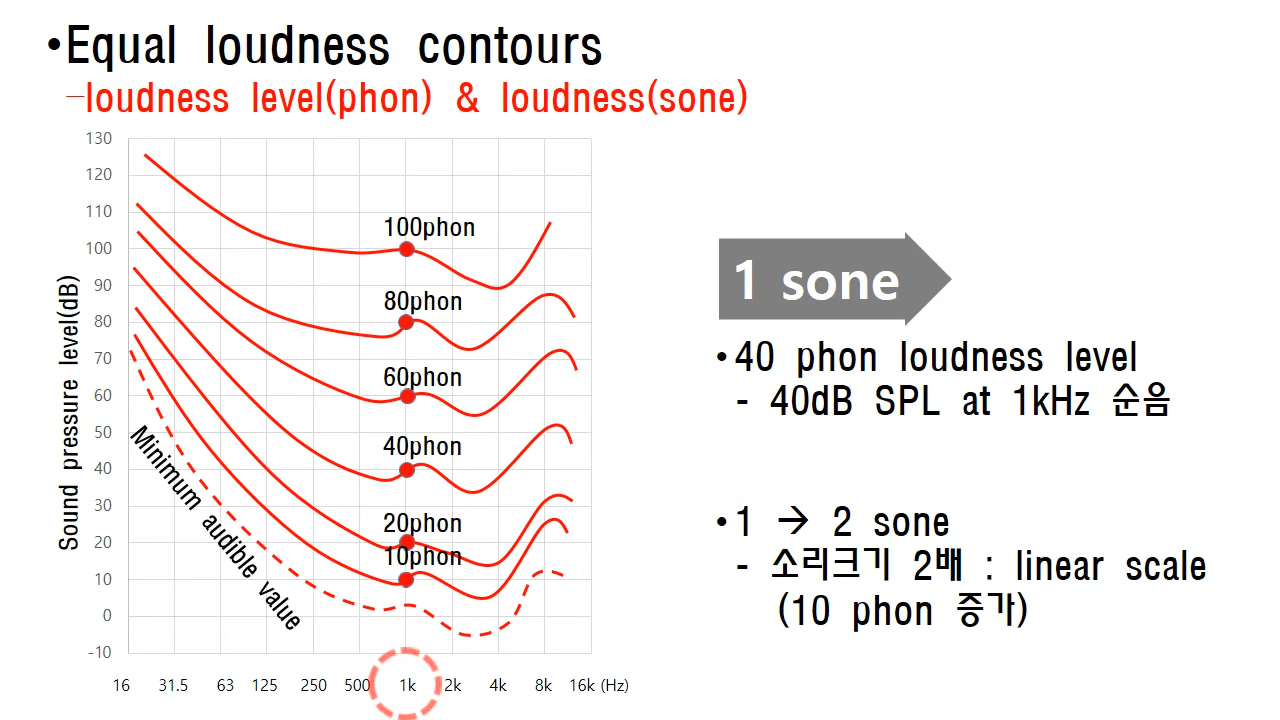 •Equal loudness contours
–loudness level(phon) & loudness(sone)
130
120
110
100
90
80
70
60
50
40
30
20
10
0
-10
Sound pressure level(dB)
100phon
80phon
60phon
40phon
20phon
10phon
Minimum audible value
16 31.5 63 125 250 500 1k 2k 4k 8k 16k (Hz)
1 sone
•40 phon loudness level
- 40dB SPL at 1kHz 순음
•1 → 2 sone
- 소리크기 2배 : linear scale
(10 phon 증가)